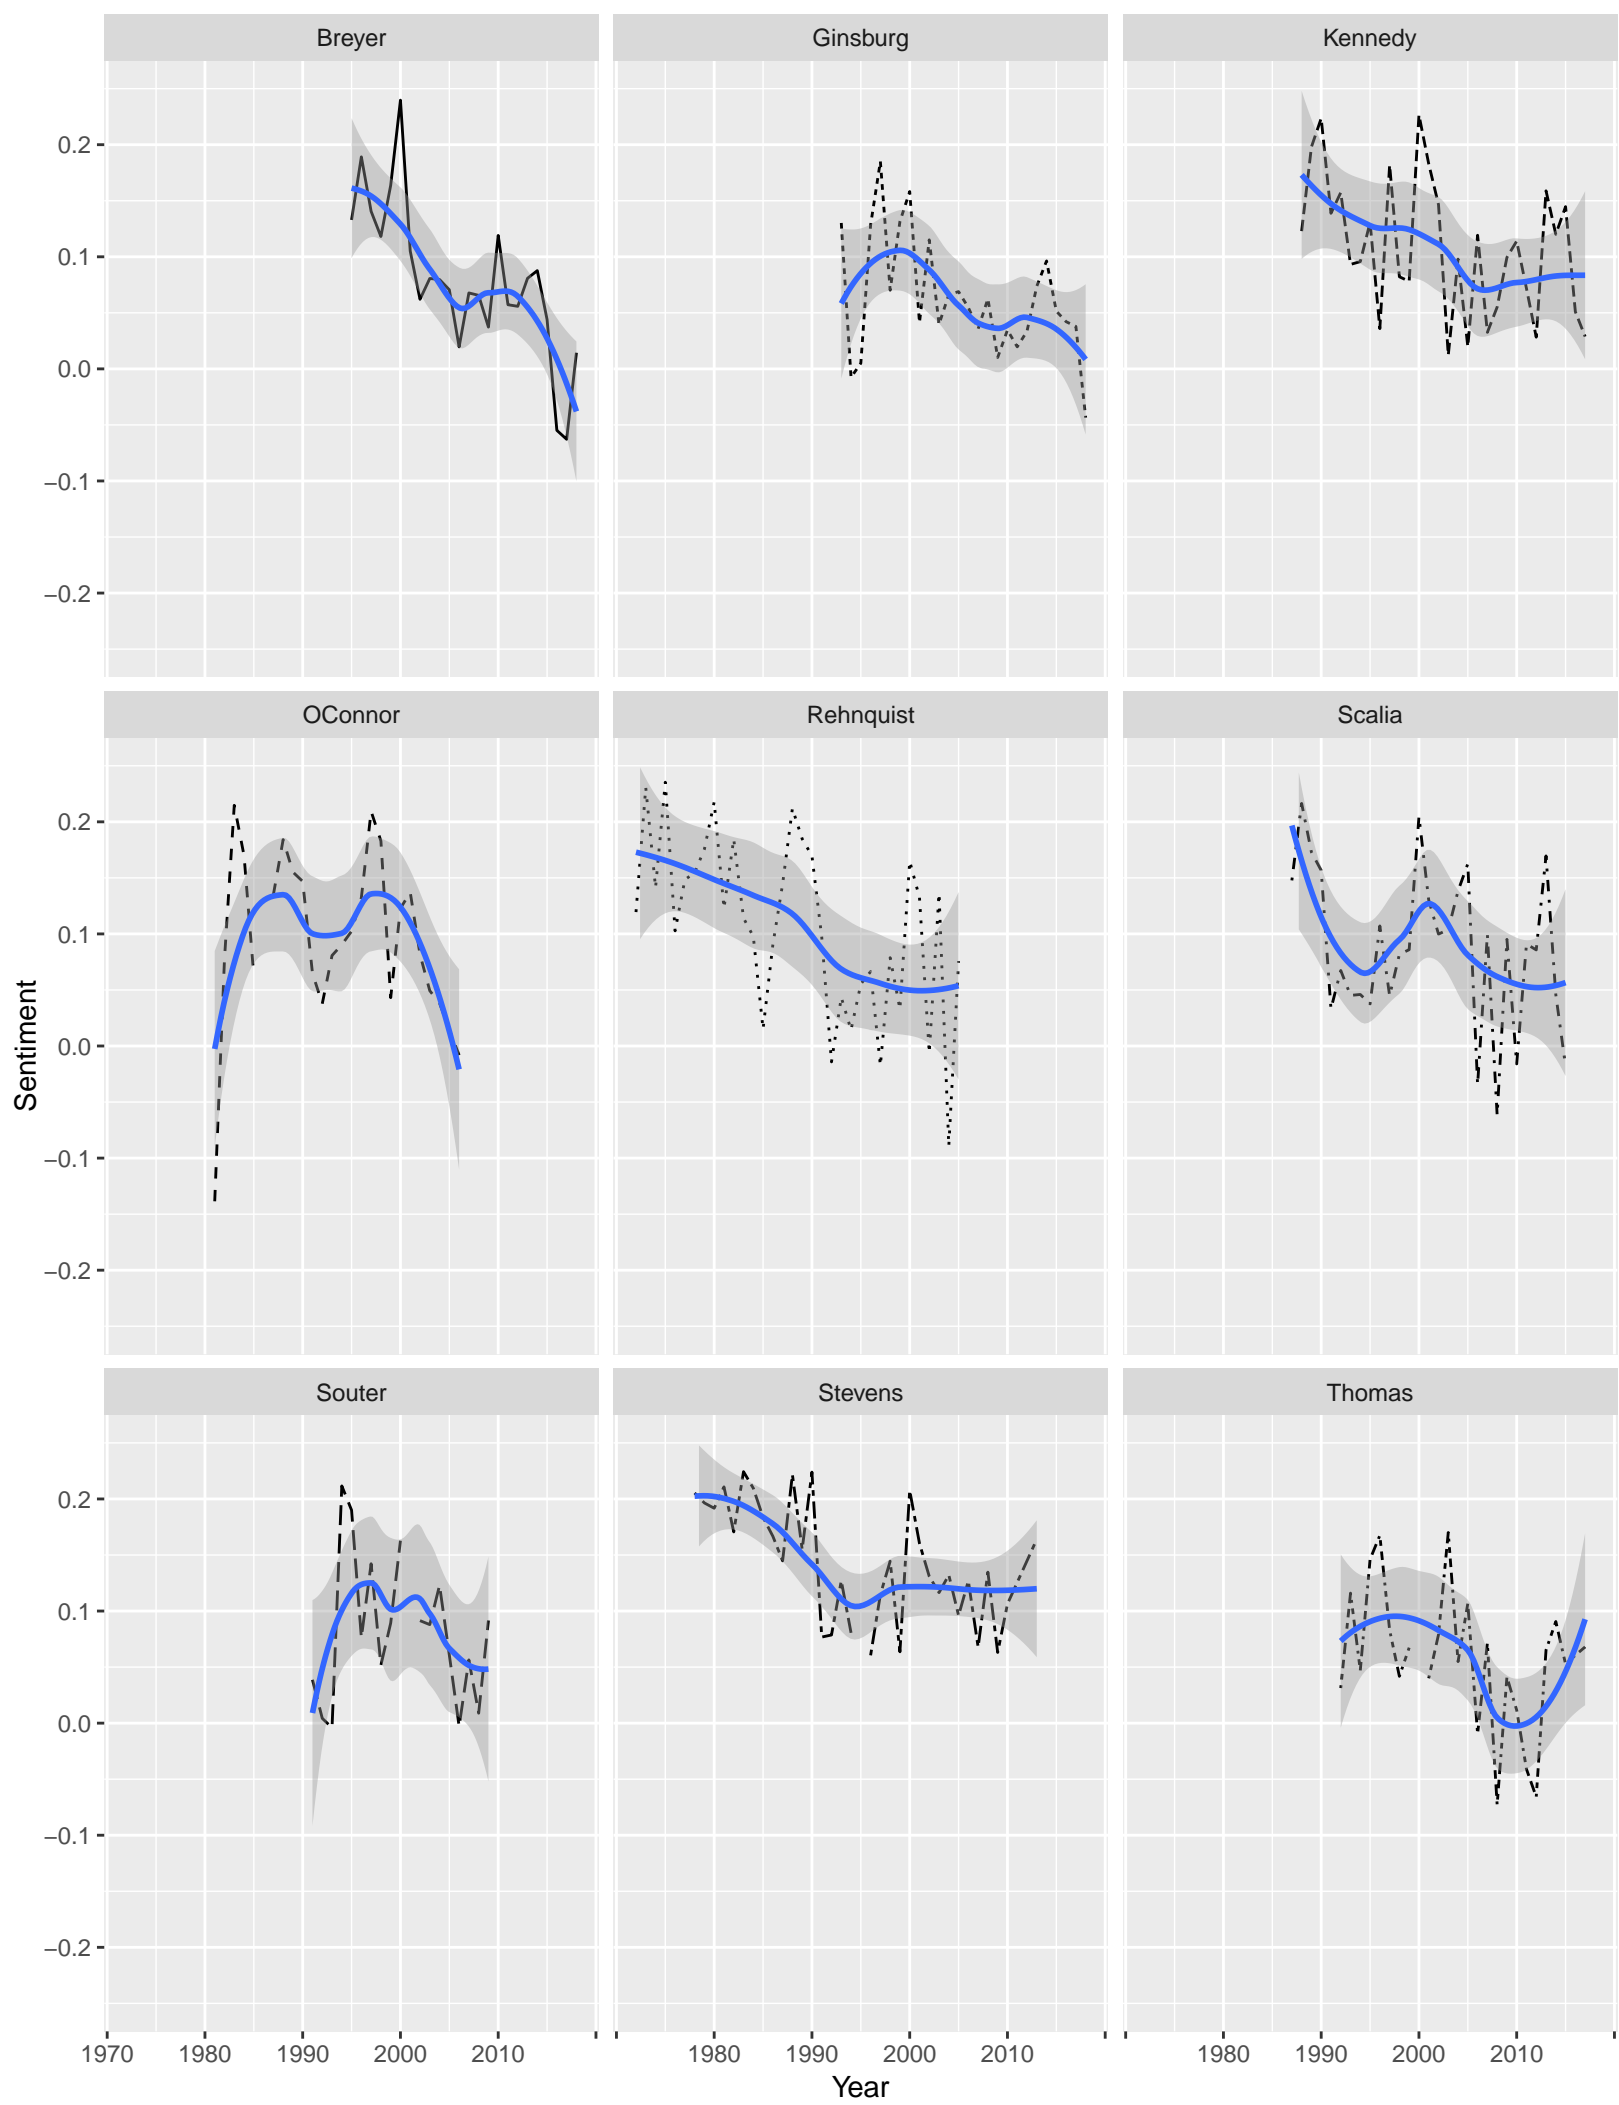 Breyer Ginsburg Kennedy
0.2
0.1
0.0
−0.1
−0.2
OConnor Rehnquist Scalia
0.2
0.1
0.0
−0.1
−0.2
Sentiment
Souter Stevens Thomas
0.2
0.1
0.0
−0.1
−0.2
1970 1980 1990 2000 2010 1980 1990 2000 2010 1980 1990 2000 2010
Year